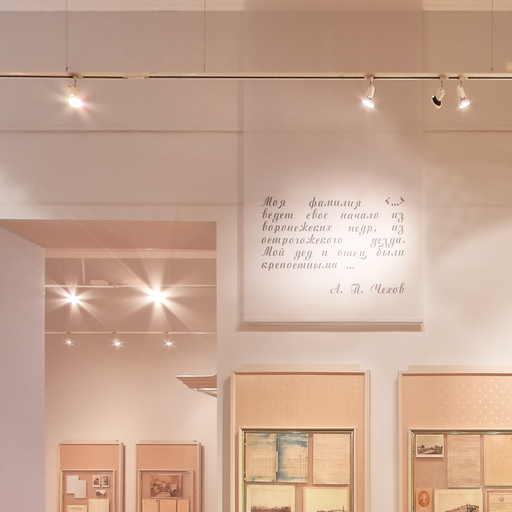 Моя фамилия <...>
ведет свое начало из
воронежских недр, из
острогожского уезда.
Мой дед и отец были
крепостными ...
А. П. Чехов